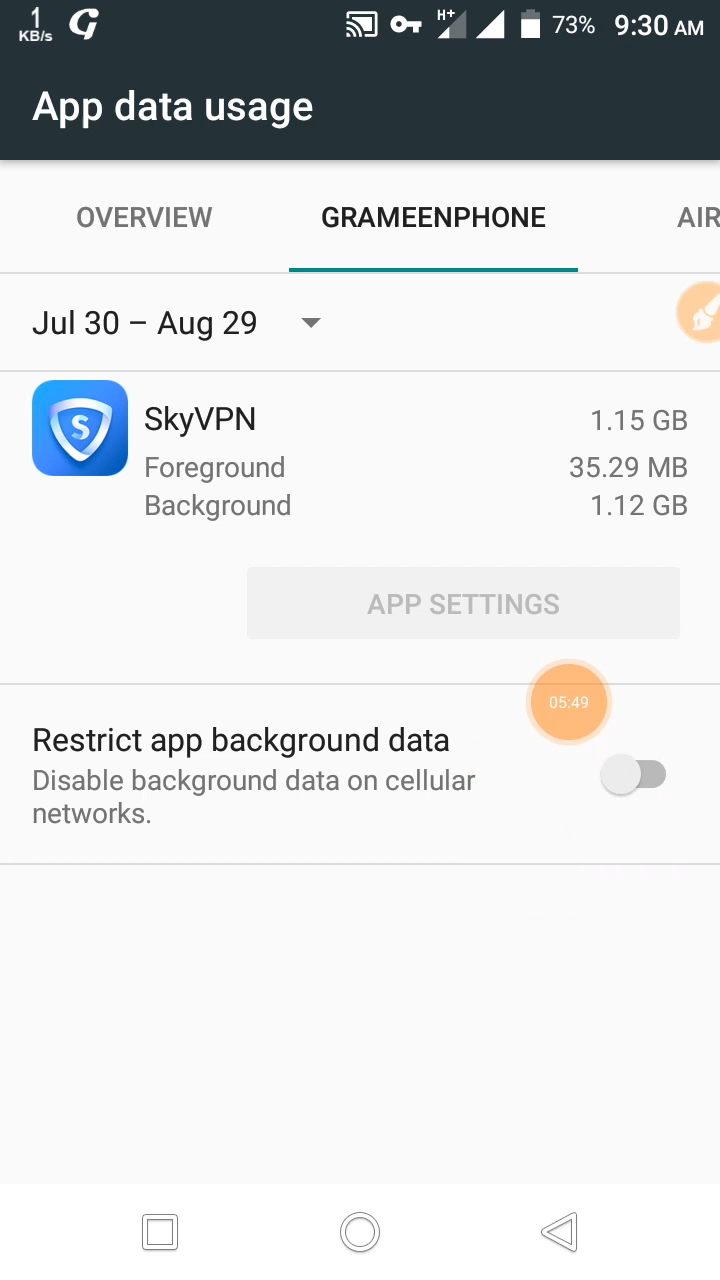 1
KB/s
G
H+
73%
9:30 AM
App data usage
OVERVIEW
GRAMEENPHONE
AIR
Jul 30 – Aug 29
S
SkyVPN 1.15 GB
Foreground 35.29 MB
Background 1.12 GB
APP SETTINGS
05:49
Restrict app background data
Disable background data on cellular
networks.